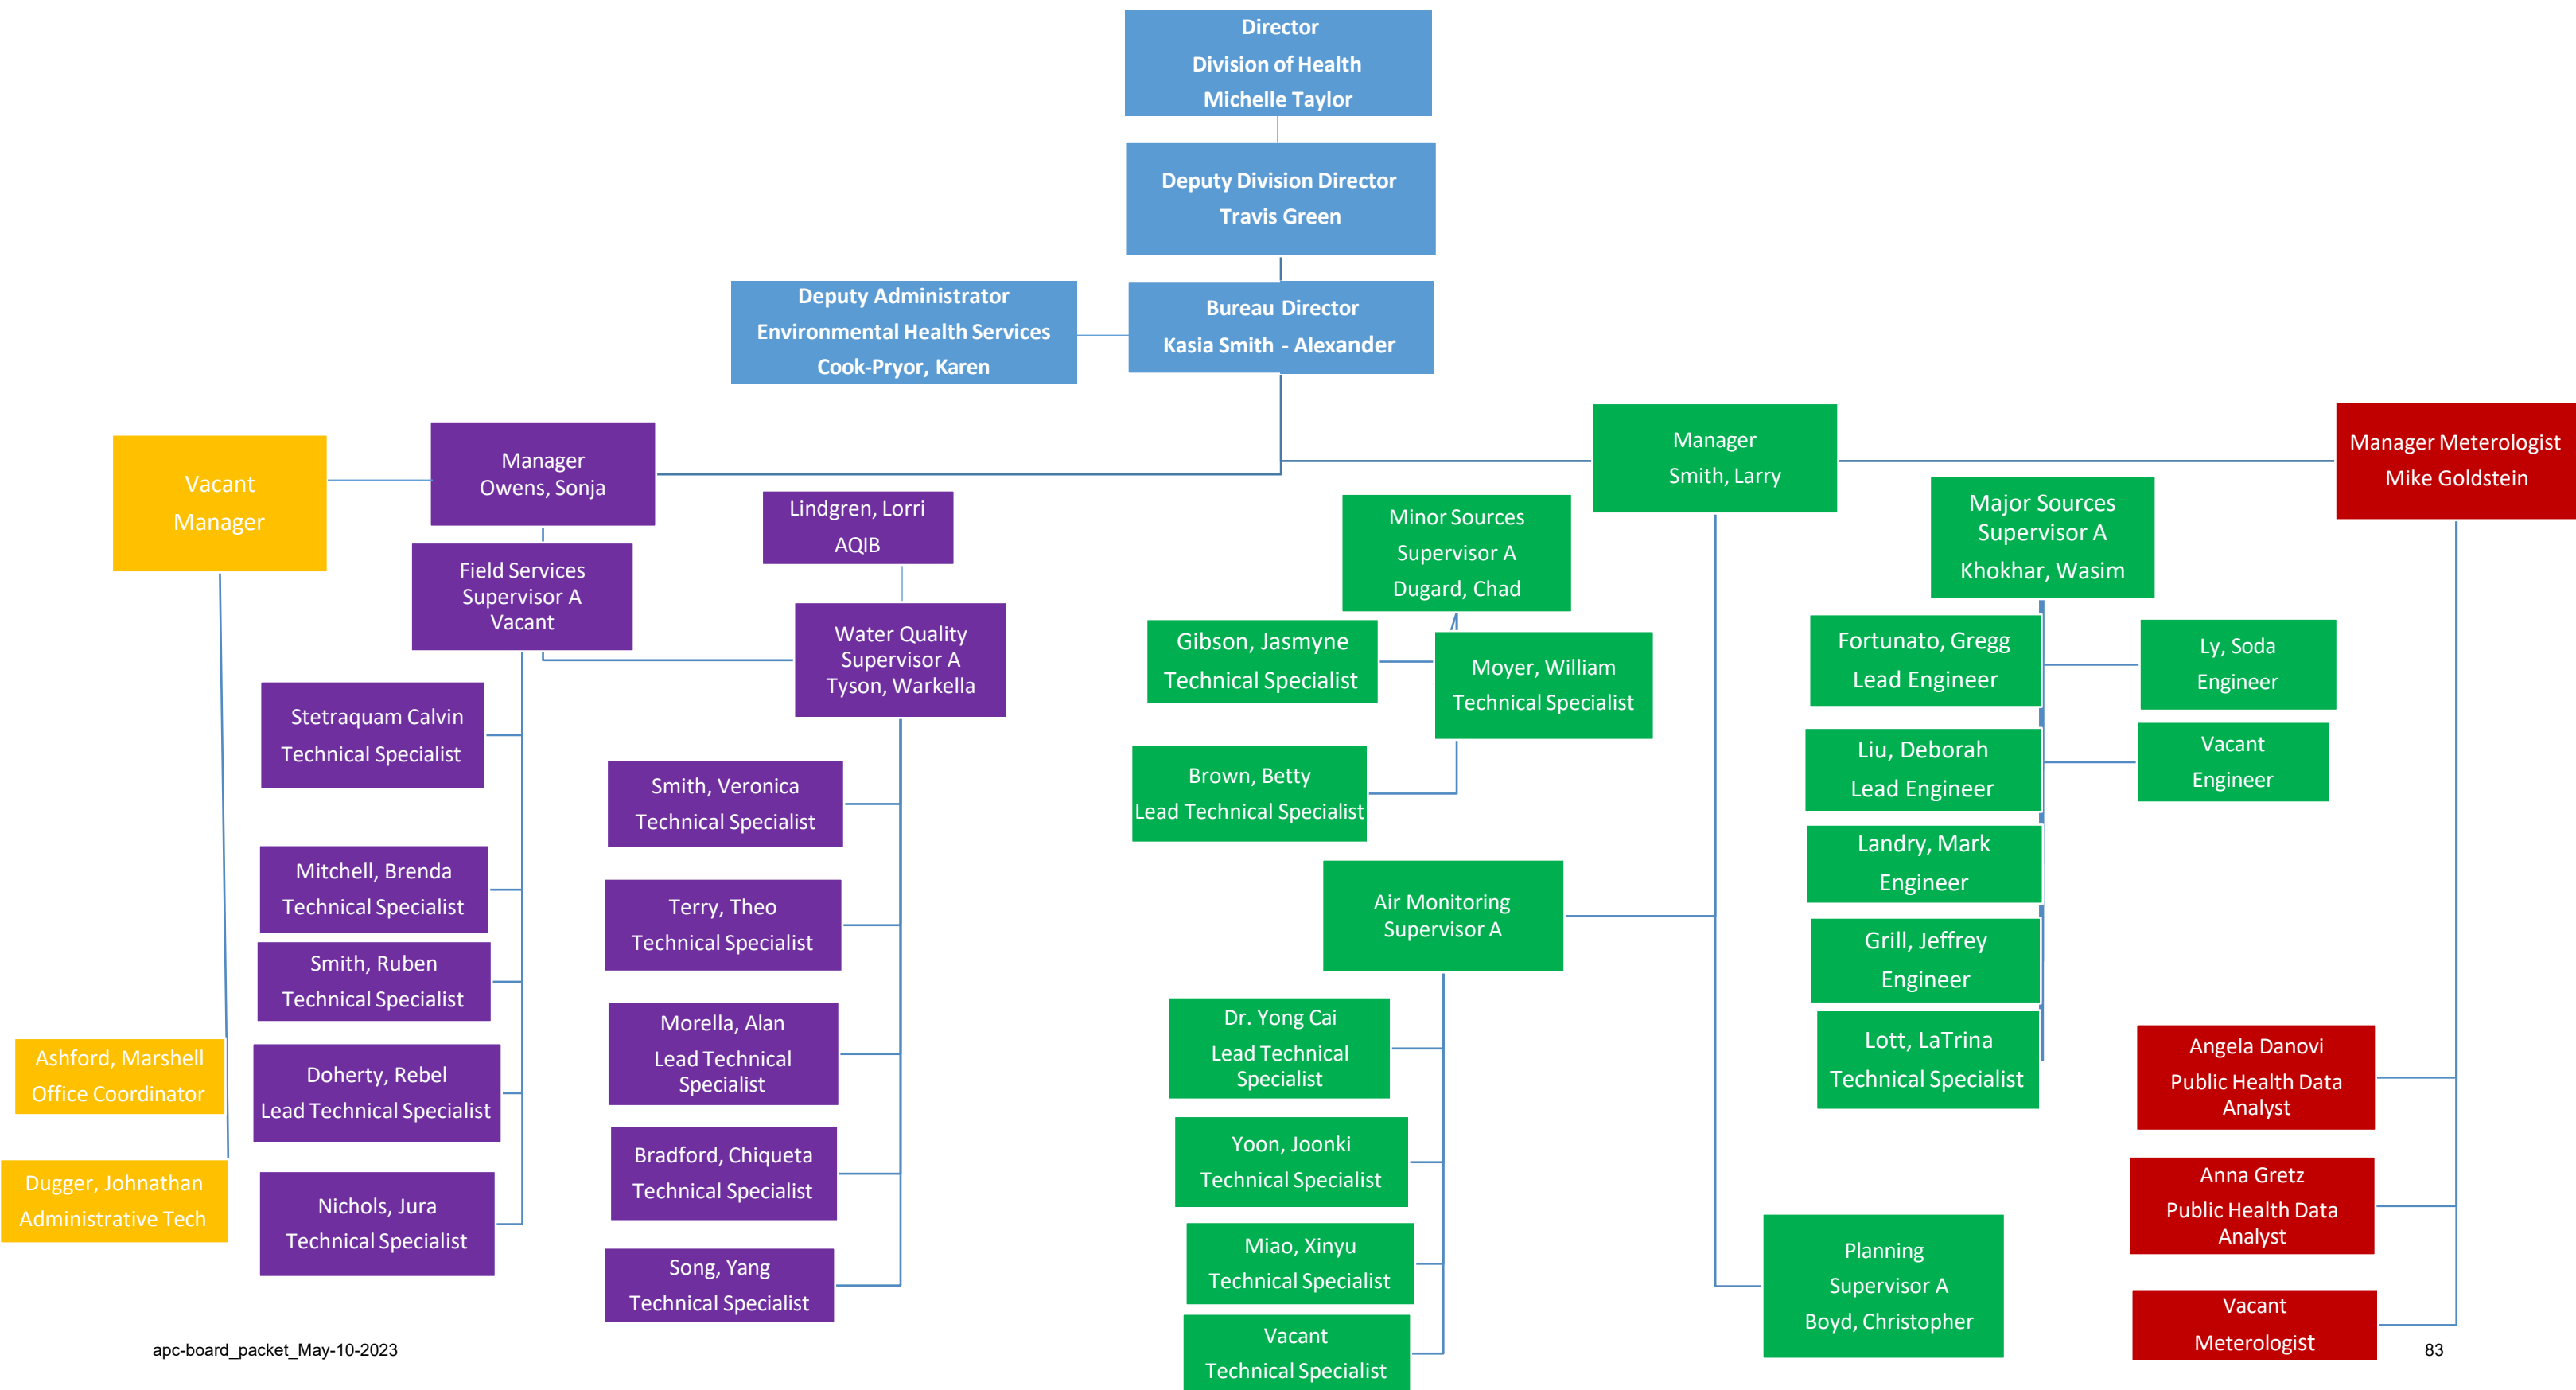 Director
Division of Health
Michelle Taylor
Deputy Division Director
Travis Green
Deputy Administrator
Environmental Health Services
Cook-Pryor, Karen
Bureau Director
Kasia Smith - Alexander
Vacant
Manager
Manager
Owens, Sonja
Lindgren, Lorri
AQIB
Field Services
Supervisor A
Vacant
Water Quality
Supervisor A
Tyson, Warkella
Stetraquam Calvin
Technical Specialist
Mitchell, Brenda
Technical Specialist
Smith, Ruben
Technical Specialist
Doherty, Rebel
Lead Technical Specialist
Nichols, Jura
Technical Specialist
Ashford, Marshell
Office Coordinator
Dugger, Johnathan
Administrative Tech
Smith, Veronica
Technical Specialist
Terry, Theo
Technical Specialist
Morella, Alan
Lead Technical
Specialist
Bradford, Chiqueta
Technical Specialist
Song, Yang
Technical Specialist
Manager
Smith, Larry
Minor Sources
Supervisor A
Dugard, Chad
Gibson, Jasmyne
Technical Specialist
Moyer, William
Technical Specialist
Brown, Betty
Lead Technical Specialist
Air Monitoring
Supervisor A
Dr. Yong Cai
Lead Technical
Specialist
Yoon, Joonki
Technical Specialist
Miao, Xinyu
Technical Specialist
Vacant
Technical Specialist
Planning
Supervisor A
Boyd, Christopher
Major Sources
Supervisor A
Khokhar, Wasim
Fortunato, Gregg
Lead Engineer
Ly, Soda
Engineer
Liu, Deborah
Lead Engineer
Vacant
Engineer
Landry, Mark
Engineer
Grill, Jeffrey
Engineer
Lott, LaTrina
Technical Specialist
Manager Meterologist
Mike Goldstein
Angela Danovi
Public Health Data
Analyst
Anna Gretz
Public Health Data
Analyst
Vacant
Meterologist
apc-board_packet_May-10-2023
83